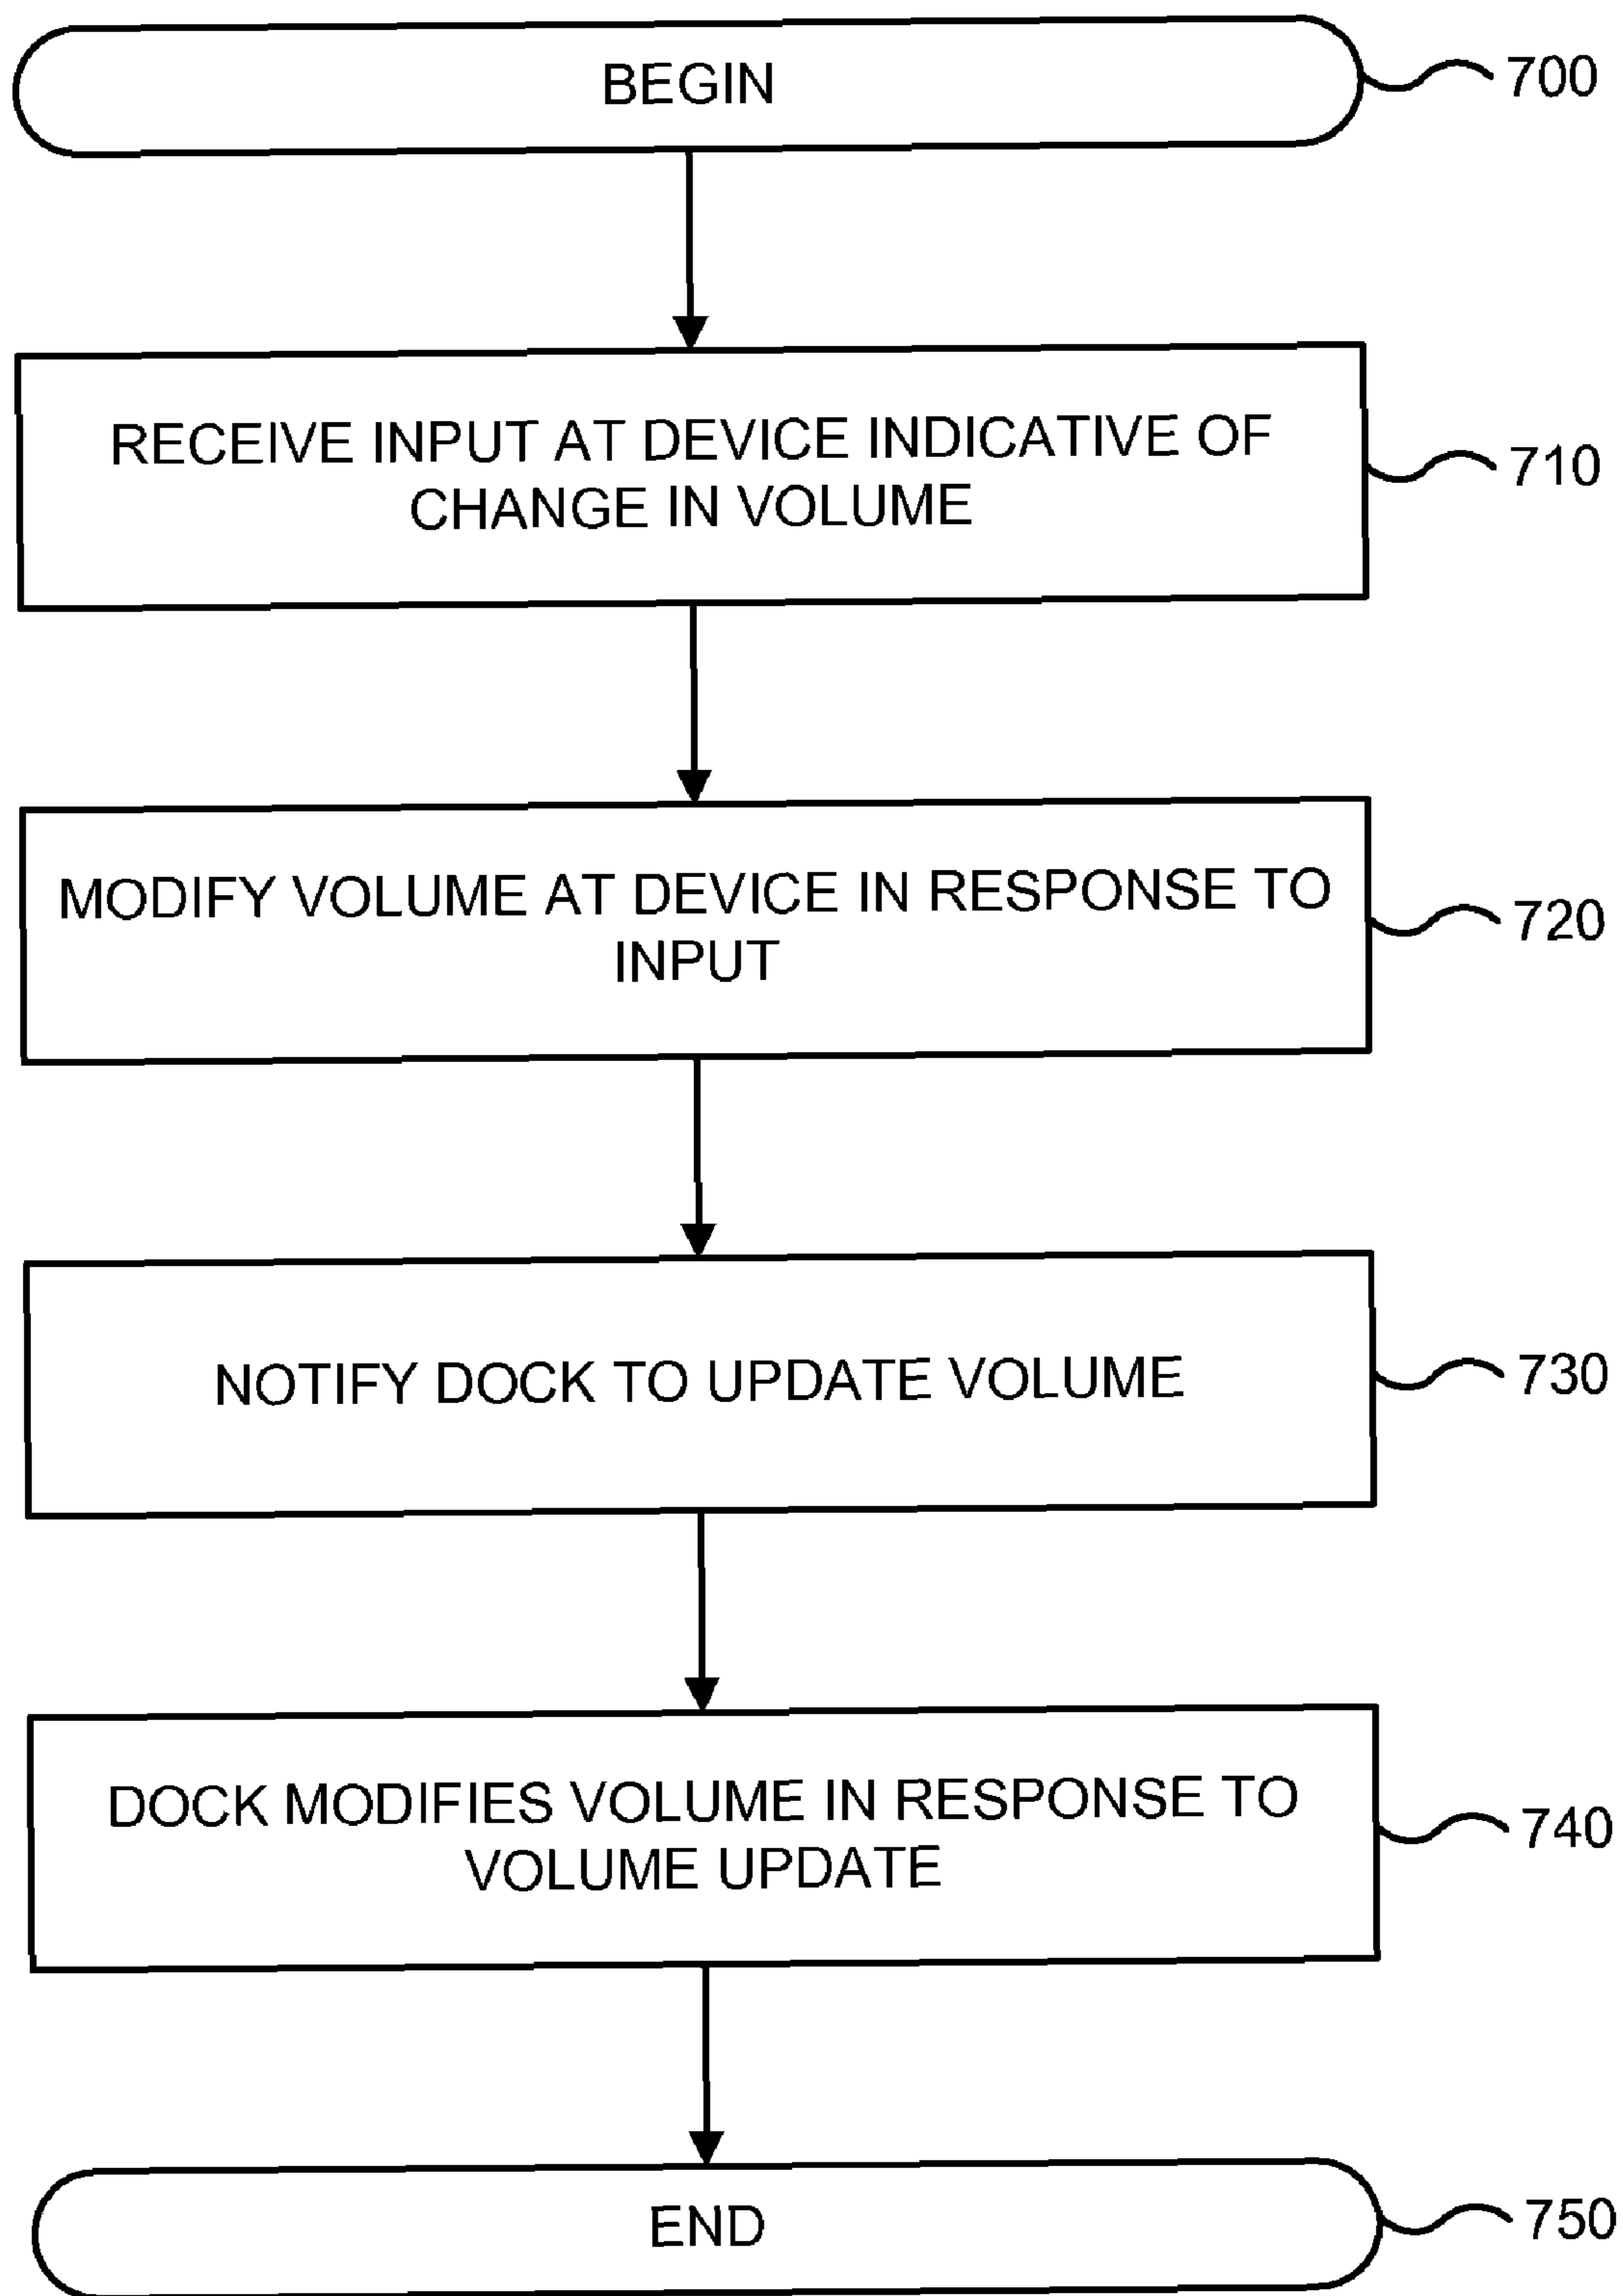 BEGIN
700
RECEIVE INPUT AT DEVICE INDICATIVE OF
CHANGE IN VOLUME
710
MODIFY VOLUME AT DEVICE IN RESPONSE TO
INPUT
720
NOTIFY DOCK TO UPDATE VOLUME
730
DOCK MODIFIES VOLUME IN RESPONSE TO
VOLUME UPDATE
740
END
750